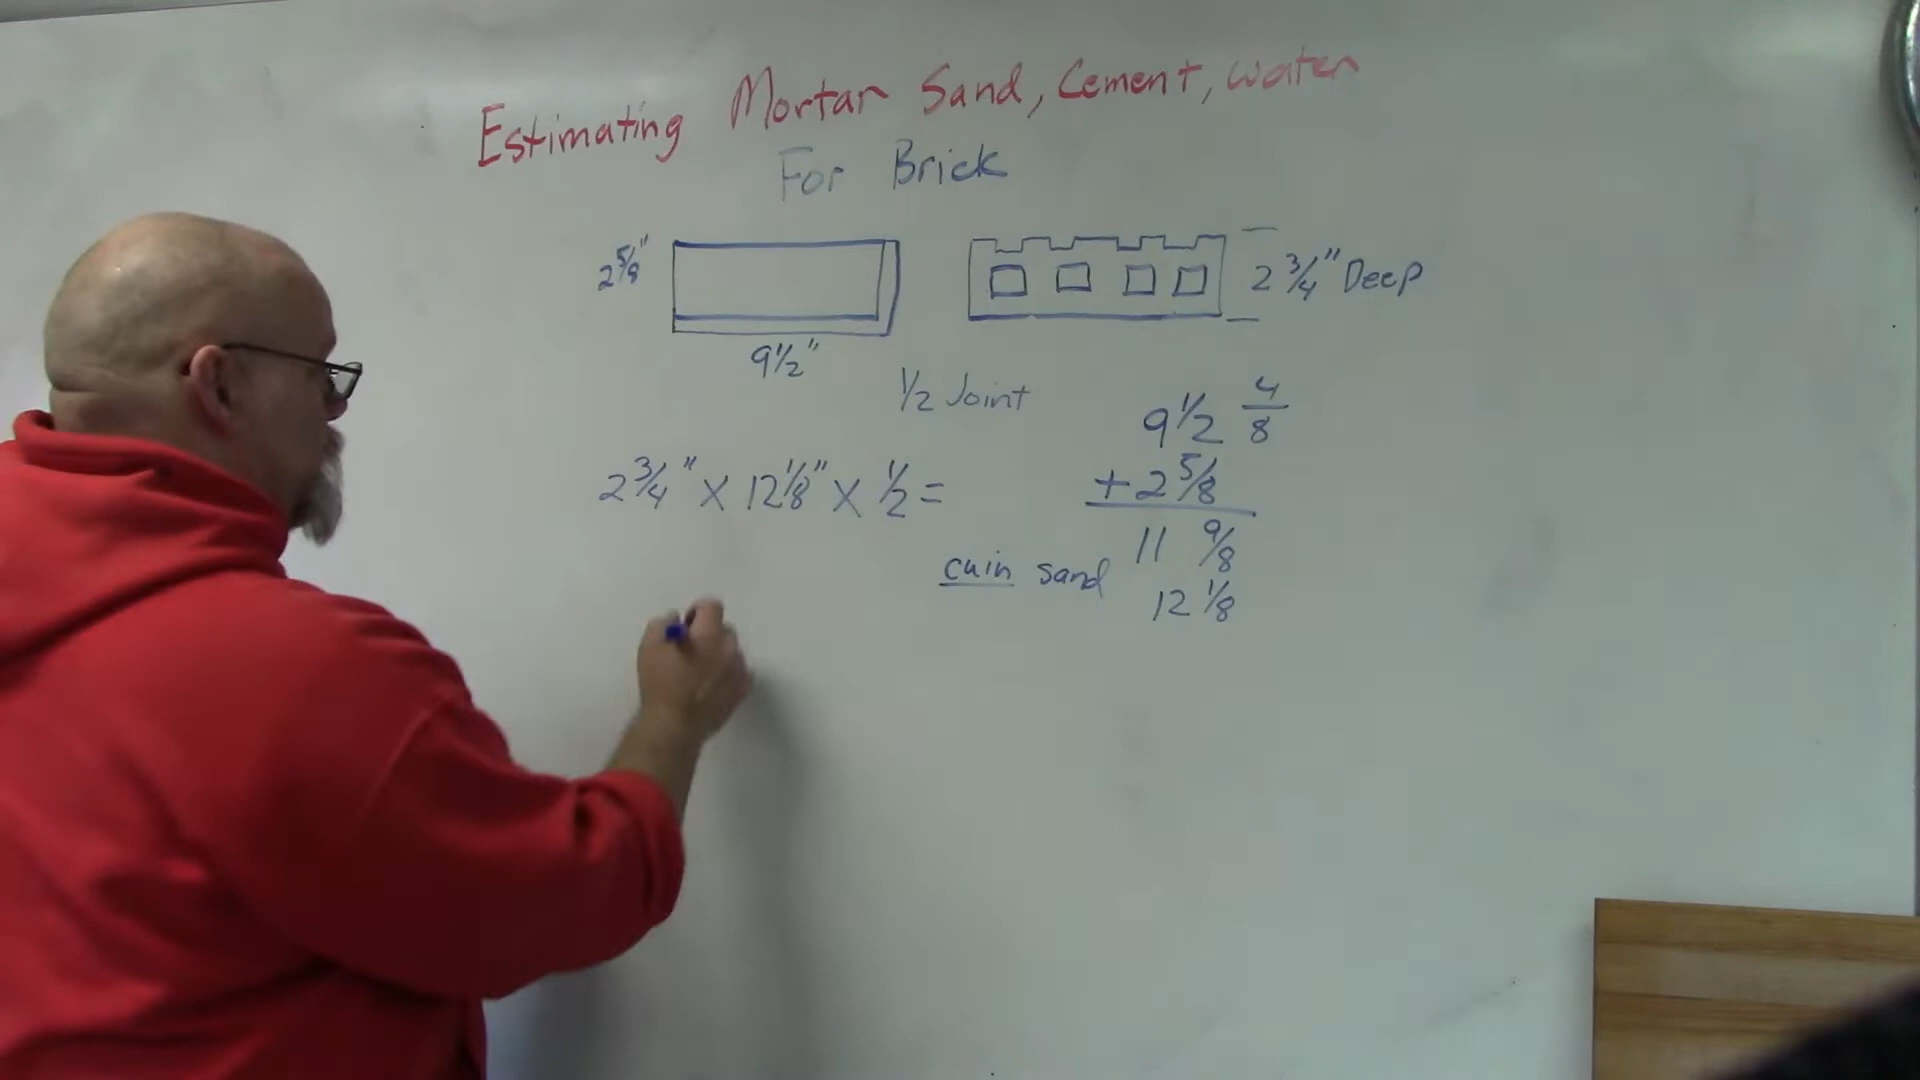 Estimating Mortar Sand, Cement, water
For Brick
2 5/8"
2 3/4" Deep
9 1/2"
1/2 Joint
9 1/2 4/8
+ 2 5/8
2 3/4" x 12 1/8" x 1/2 =
11 9/8
cuin sand
12 1/8